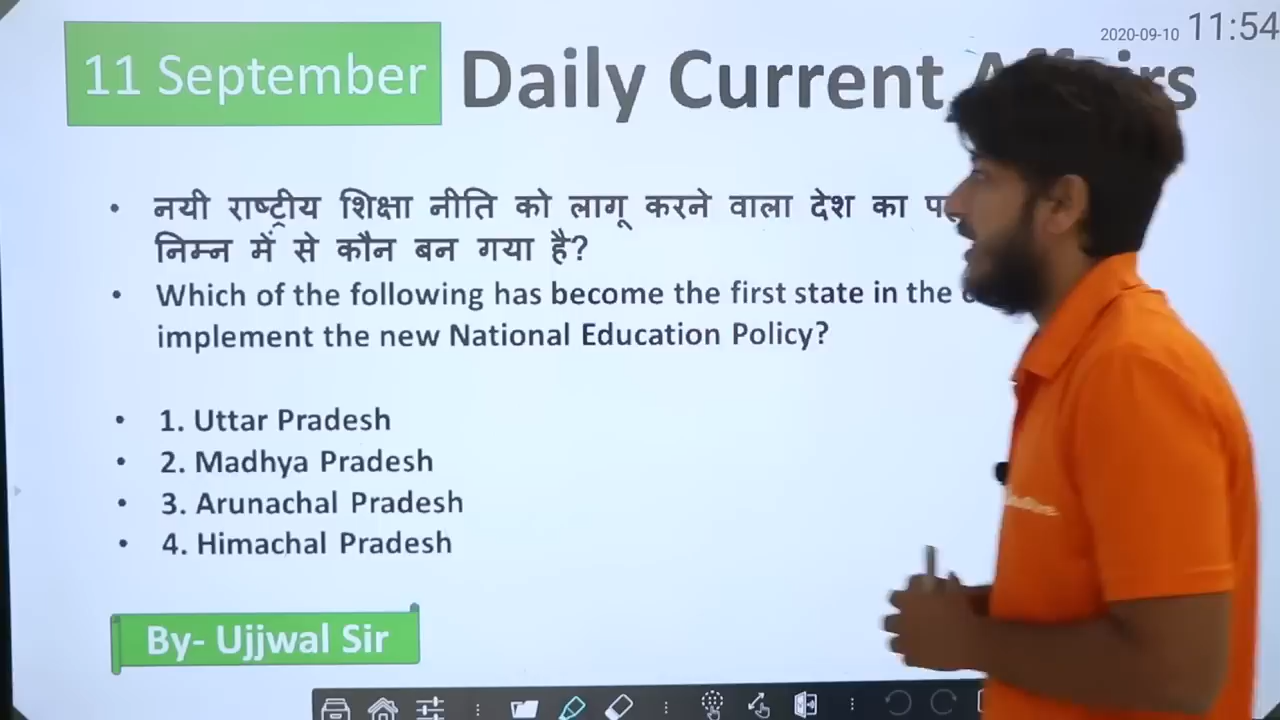 2020-09-10 11:54
11 September Daily Current
नयी राष्ट्रीय शिक्षा नीति को लागू करने वाला देश का
निम्न में से कौन बन गया है?
Which of the following has become the first state in the
implement the new National Education Policy?
1. Uttar Pradesh
2. Madhya Pradesh
3. Arunachal Pradesh
4. Himachal Pradesh
By- Ujjwal Sir